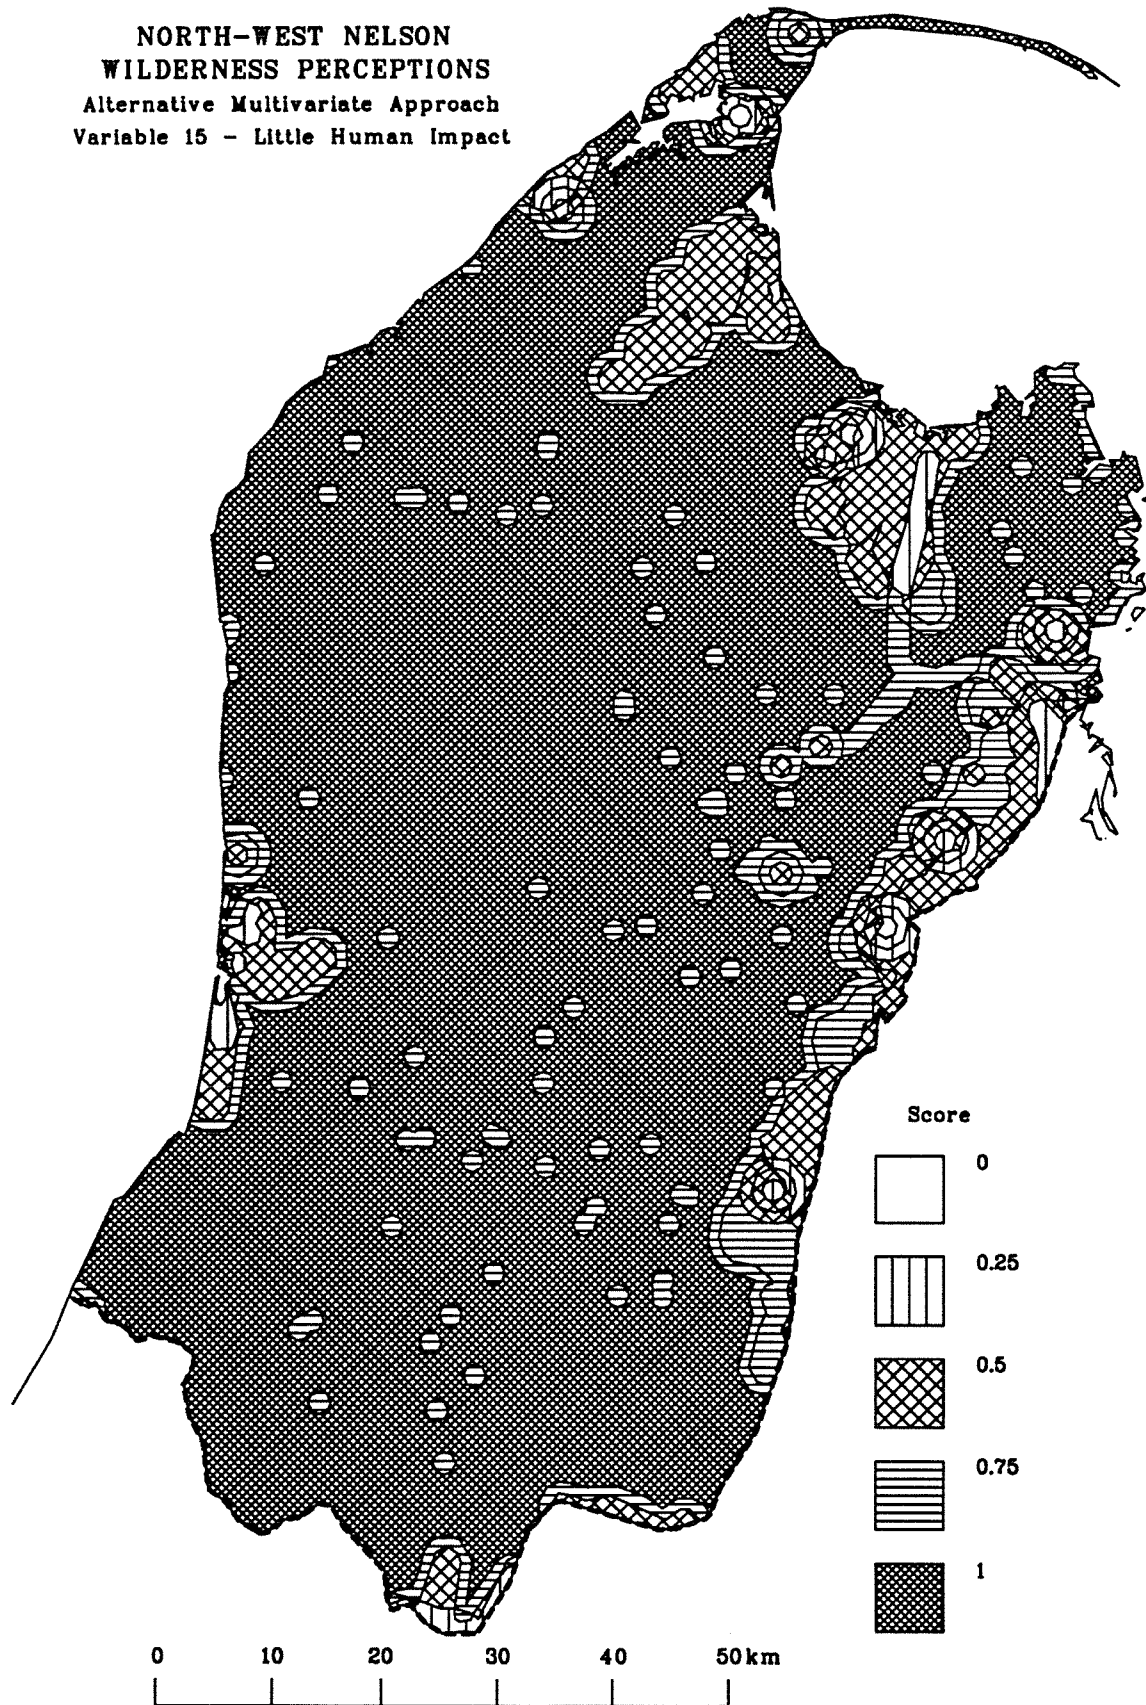 NORTH-WEST NELSON
WILDERNESS PERCEPTIONS
Alternative Multivariate Approach
Variable 15 - Little Human Impact
Score
0
0.25
0.5
0.75
1
0 10 20 30 40 50km